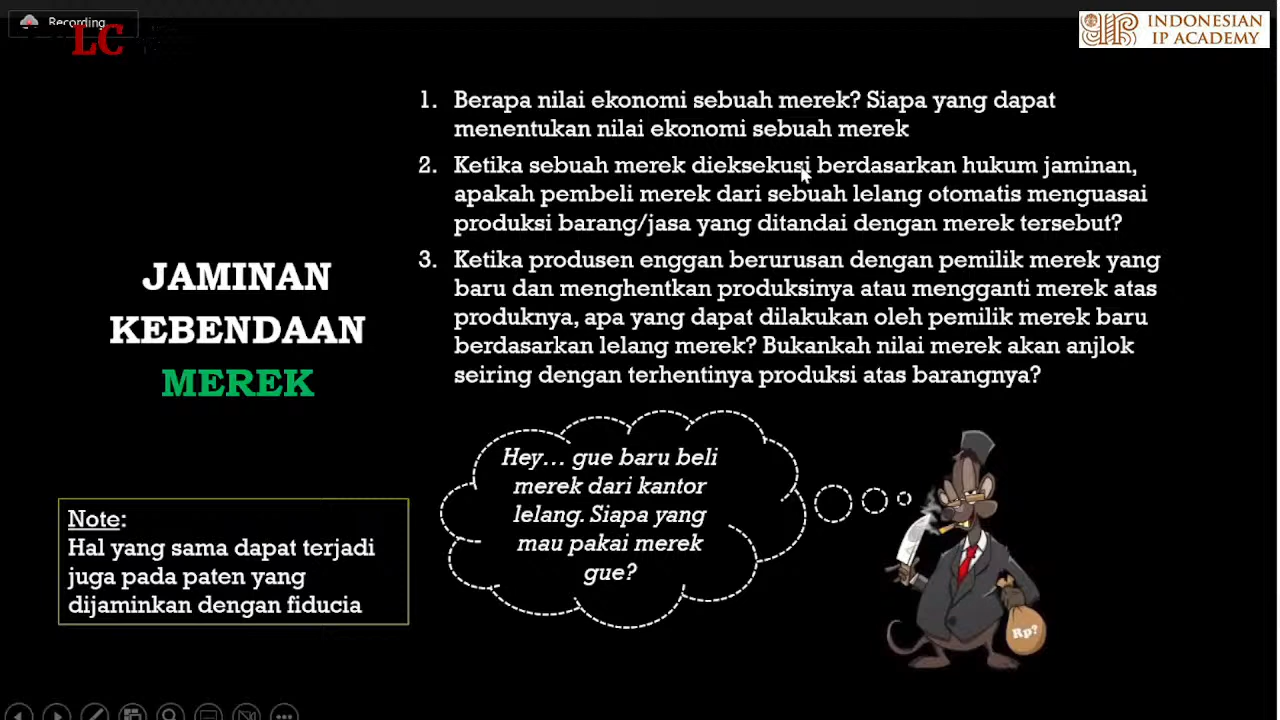 Recording
LC
INDONESIAN
IP ACADEMY
1. Berapa nilai ekonomi sebuah merek? Siapa yang dapat
menentukan nilai ekonomi sebuah merek
2. Ketika sebuah merek dieksekusi berdasarkan hukum jaminan,
apakah pembeli merek dari sebuah lelang otomatis menguasai
produksi barang/jasa yang ditandai dengan merek tersebut?
3. Ketika produsen enggan berurusan dengan pemilik merek yang
baru dan menghentkan produksinya atau mengganti merek atas
produknya, apa yang dapat dilakukan oleh pemilik merek baru
berdasarkan lelang merek? Bukankah nilai merek akan anjlok
seiring dengan terhentinya produksi atas barangnya?
JAMINAN
KEBENDAAN
MEREK
Note:
Hal yang sama dapat terjadi
juga pada paten yang
dijaminkan dengan fiducia
Hey... gue baru beli
merek dari kantor
lelang. Siapa yang
mau pakai merek
gue?
Rp?